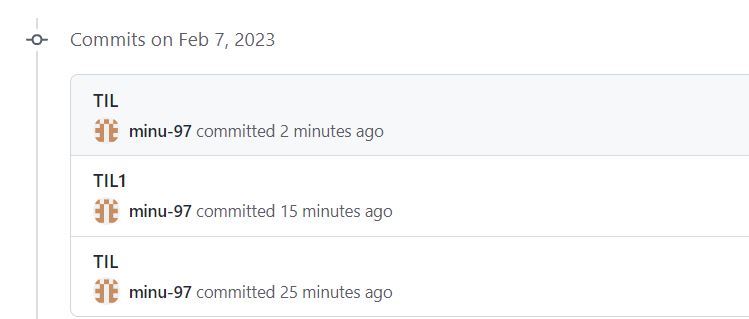 Commits on Feb 7, 2023
TIL
minu-97 committed 2 minutes ago
TIL1
minu-97 committed 15 minutes ago
TIL
minu-97 committed 25 minutes ago